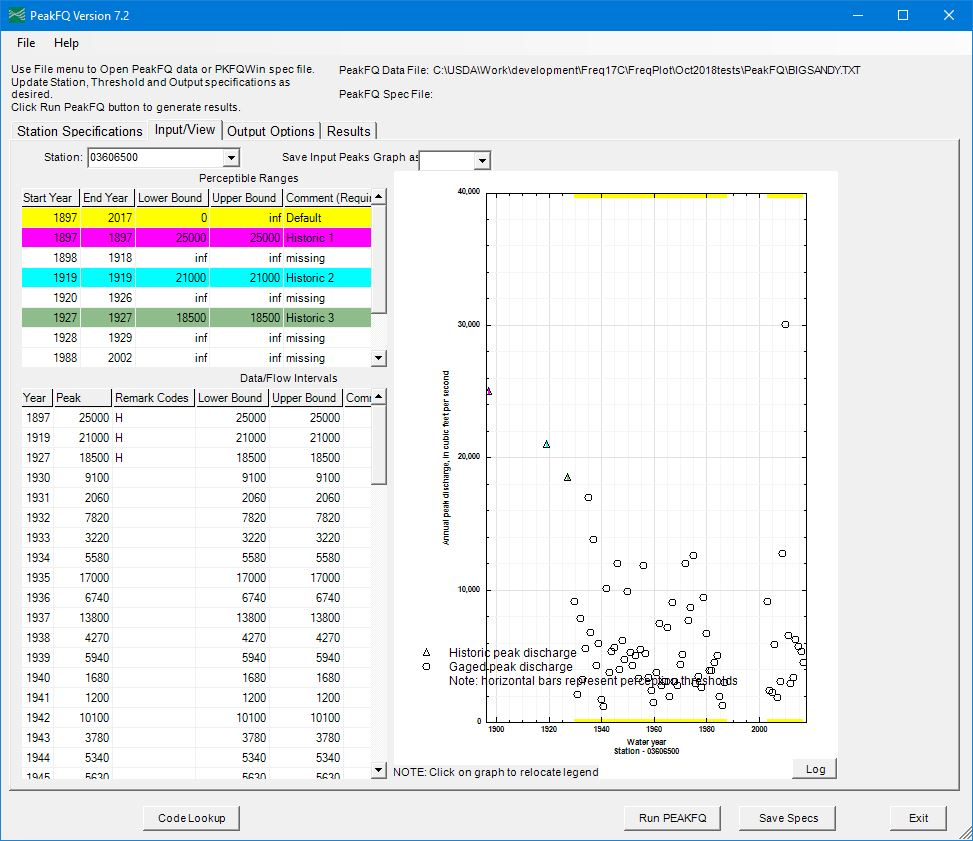 PeakFQ Version 7.2
File Help
Use File menu to Open PeakFQ data or PKFQWin spec file.
Update Station, Threshold and Output specifications as
desired.
Click Run PeakFQ button to generate results.
PeakFQ Data File: C:\USDA\Work\development\Freq17C\FreqPlot\Oct2018tests\PeakFQ\BIGSANDY.TXT
PeakFQ Spec File:
Station Specifications Input/View Output Options Results
Station: 03606500
Save Input Peaks Graph as
Perceptible Ranges
Start Year End Year Lower Bound Upper Bound Comment (Requi
1897 2017 0 inf Default
1897 1897 25000 25000 Historic 1
1898 1918 inf inf missing
1919 1919 21000 21000 Historic 2
1920 1926 inf inf missing
1927 1927 18500 18500 Historic 3
1928 1929 inf inf missing
1988 2002 inf inf missing
Data/Flow Intervals
Year Peak Remark Codes Lower Bound Upper Bound Com
1897 25000 H 25000 25000
1919 21000 H 21000 21000
1927 18500 H 18500 18500
1930 9100 9100 9100
1931 2060 2060 2060
1932 7820 7820 7820
1933 3220 3220 3220
1934 5580 5580 5580
1935 17000 17000 17000
1936 6740 6740 6740
1937 13800 13800 13800
1938 4270 4270 4270
1939 5940 5940 5940
1940 1680 1680 1680
1941 1200 1200 1200
1942 10100 10100 10100
1943 3780 3780 3780
1944 5340 5340 5340
1945 5630 5630 5630
40,000
30,000
20,000
10,000
0
Annual peak discharge, in cubic feet per second
Historic peak discharge
Gaged peak discharge
Note: horizontal bars represent perception thresholds
1900 1920 1940 1960 1980 2000
Water year
Station - 03606500
NOTE: Click on graph to relocate legend
Log
Code Lookup
Run PEAKFQ
Save Specs
Exit